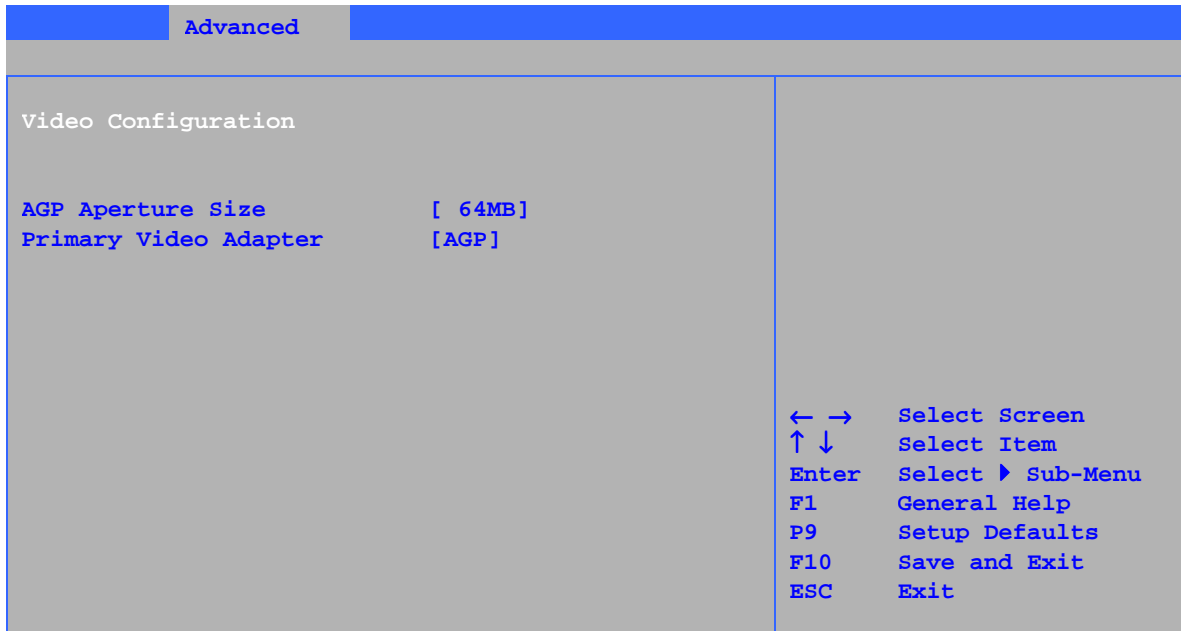 Advanced
Video Configuration
AGP Aperture Size [ 64MB]
Primary Video Adapter [AGP]
← → Select Screen
↑ ↓ Select Item
Enter Select ▶ Sub-Menu
F1 General Help
P9 Setup Defaults
F10 Save and Exit
ESC Exit